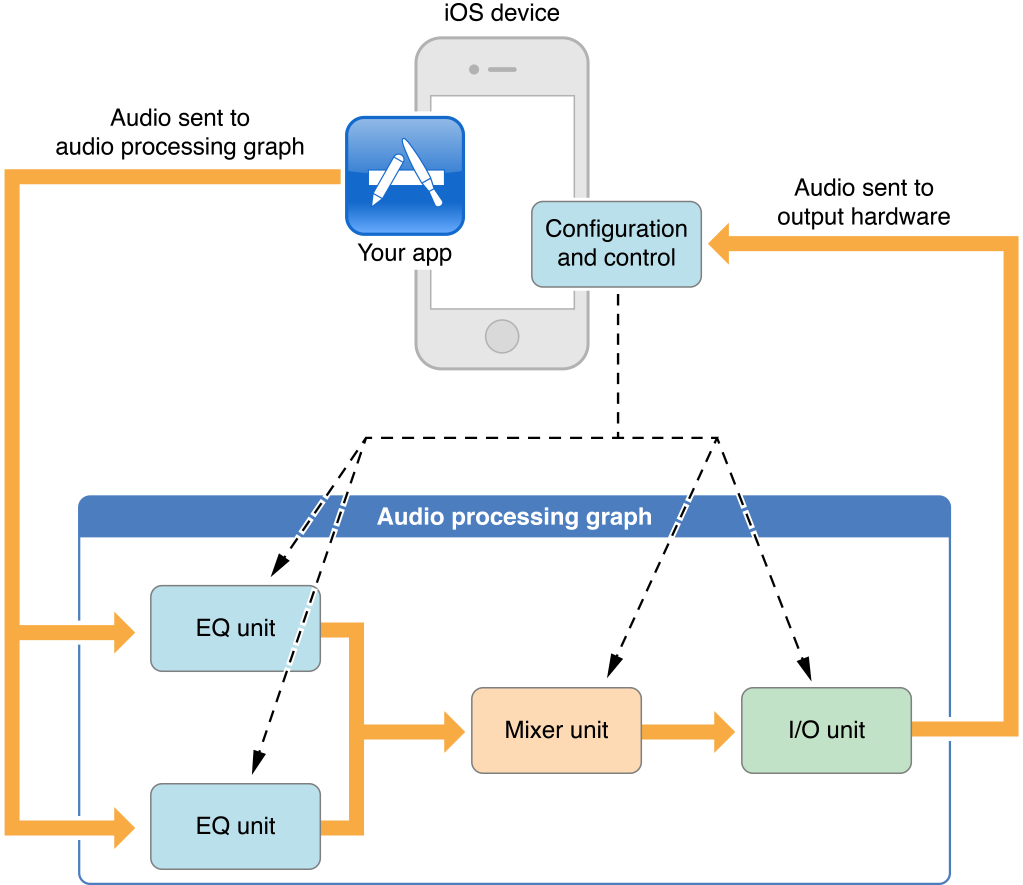 iOS device
Audio sent to
audio processing graph
Your app
Configuration
and control
Audio sent to
output hardware
Audio processing graph
EQ unit
EQ unit
Mixer unit
I/O unit